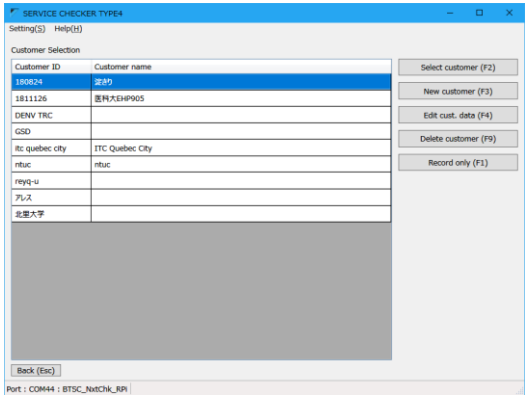 SERVICE CHECKER TYPE4
Setting(S) Help(H)
Customer Selection
Customer ID Customer name
180824 淀きり
1811126 医科大EHP905
DENV TRC
GSD
itc quebec city ITC Quebec City
ntuc ntuc
reyq-u
アレス
北里大学
Select customer (F2)
New customer (F3)
Edit cust. data (F4)
Delete customer (F9)
Record only (F1)
Back (Esc)
Port : COM44 : BTSC_NxtChk_RPi